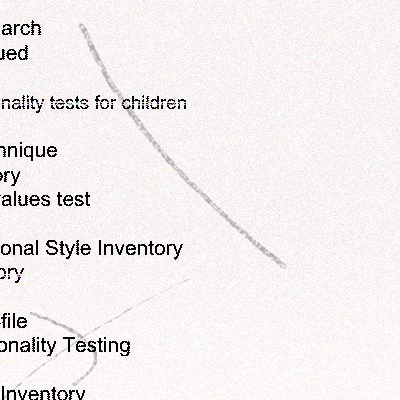 arch
ued
nality tests for children
nnique
ory
alues test
onal Style Inventory
ory
file
onality Testing
Inventory